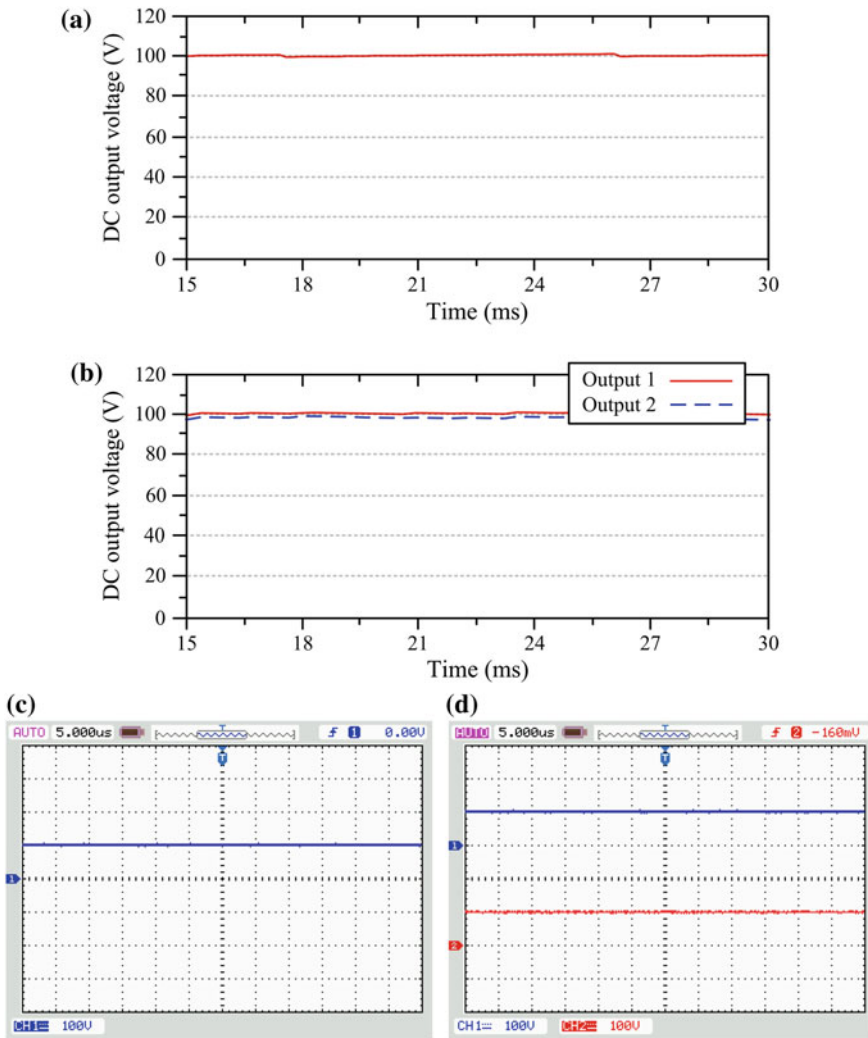 (a)
DC output voltage (V)
120
100
80
60
40
20
0
15 18 21 24 27 30
Time (ms)
(b)
DC output voltage (V)
120
100
80
60
40
20
0
Output 1
Output 2
15 18 21 24 27 30
Time (ms)
(c)
AUTO 5.000us T 1 0.00V
T
1
CH1 100V
(d)
AUTO 5.000us T 2 -160mV
T
1
2
CH1 100V CH2 100V